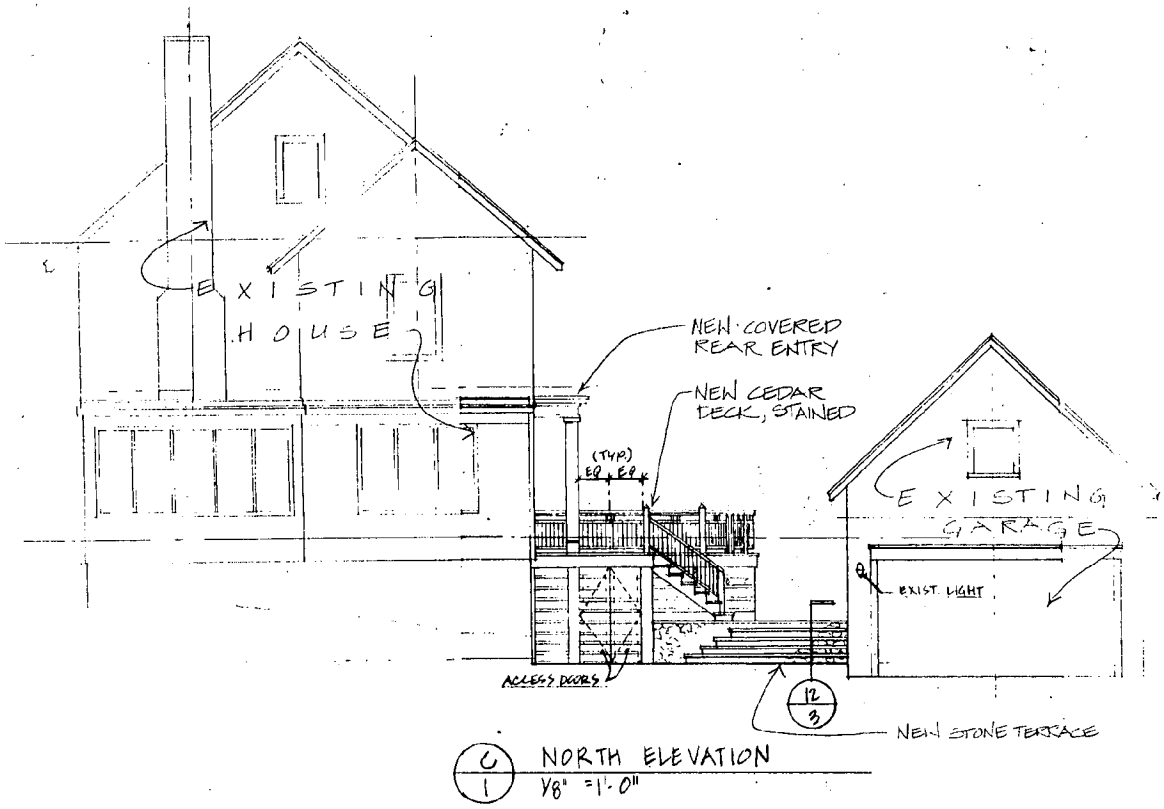 EXISTING
HOUSE
NEW COVERED
REAR ENTRY
NEW CEDAR
DECK, STAINED
(TYP.)
EQ EQ
EXISTING
GARAGE
EXIST. LIGHT
ACCESS DOORS
12
3
NEW STONE TERRACE
C
1
NORTH ELEVATION
1/8" = 1'-0"